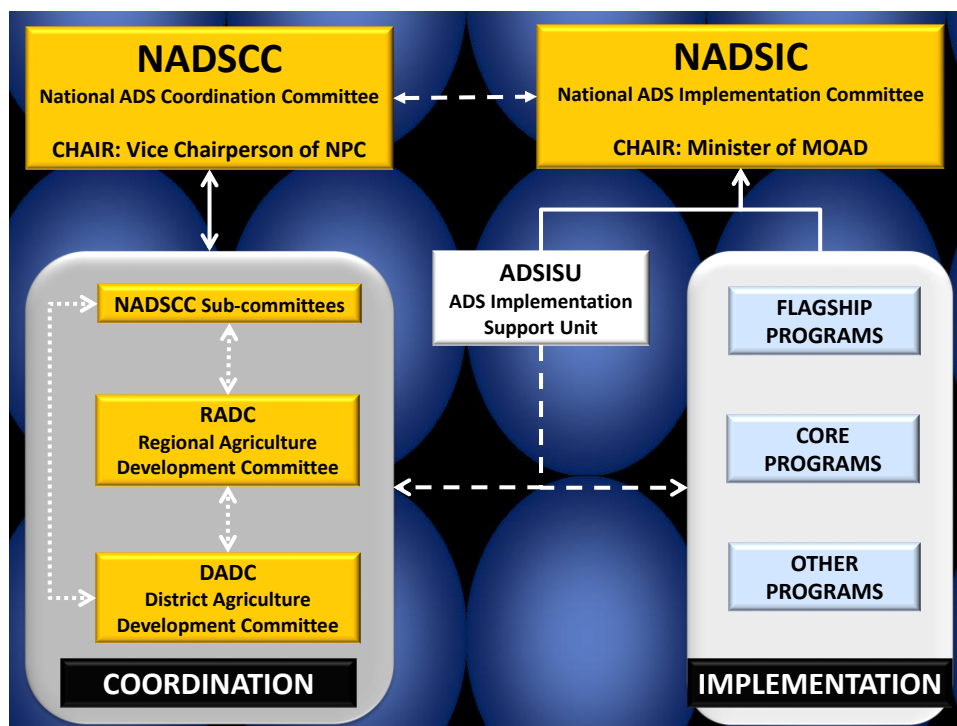 NADSCC
National ADS Coordination Committee
CHAIR: Vice Chairperson of NPC
NADSIC
National ADS Implementation Committee
CHAIR: Minister of MOAD
NADSCC Sub-committees
RADC
Regional Agriculture
Development Committee
DADC
District Agriculture
Development Committee
COORDINATION
ADSISU
ADS Implementation
Support Unit
FLAGSHIP
PROGRAMS
CORE
PROGRAMS
OTHER
PROGRAMS
IMPLEMENTATION